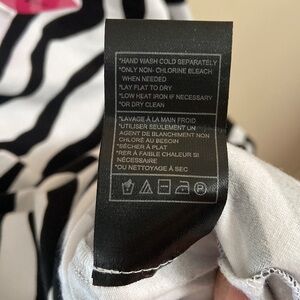 *HAND WASH COLD SEPARATELY
*ONLY NON- CHLORINE BLEACH
WHEN NEEDED
*LAY FLAT TO DRY
*LOW HEAT IRON IF NECESSARY
*OR DRY CLEAN
*LAVAGE À LA MAIN FROID
*UTILISER SEULEMENT UN
AGENT DE BLANCHIMENT NON
CHLORÉ AU BESOIN
*SÉCHER À PLAT
*RER À FAIBLE CHALEUR SI
NÉCESSAIRE
*OU NETTOYAGE À SEC